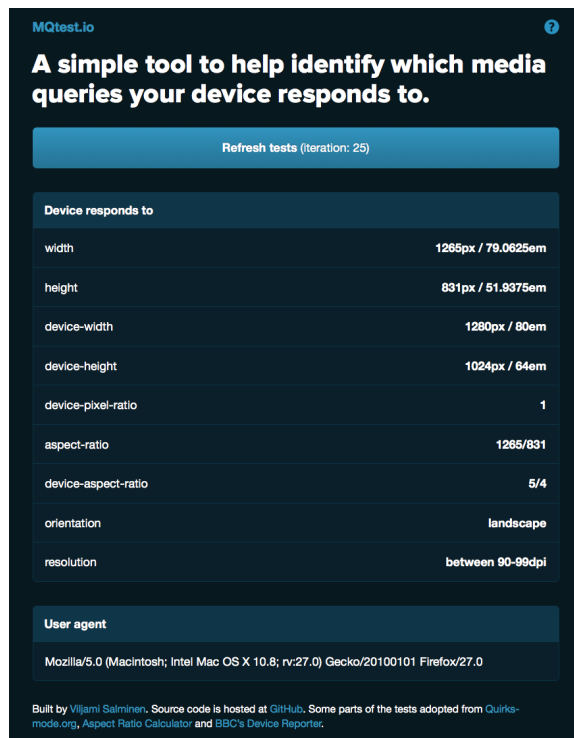 MQtest.io ?
A simple tool to help identify which media
queries your device responds to.
Refresh tests (iteration: 25)
Device responds to
width 1265px / 79.0625em
height 831px / 51.9375em
device-width 1280px / 80em
device-height 1024px / 64em
device-pixel-ratio 1
aspect-ratio 1265/831
device-aspect-ratio 5/4
orientation landscape
resolution between 90-99dpi
User agent
Mozilla/5.0 (Macintosh; Intel Mac OS X 10.8; rv:27.0) Gecko/20100101 Firefox/27.0
Built by Viljami Salminen. Source code is hosted at GitHub. Some parts of the tests adopted from Quirks-
mode.org, Aspect Ratio Calculator and BBC's Device Reporter.